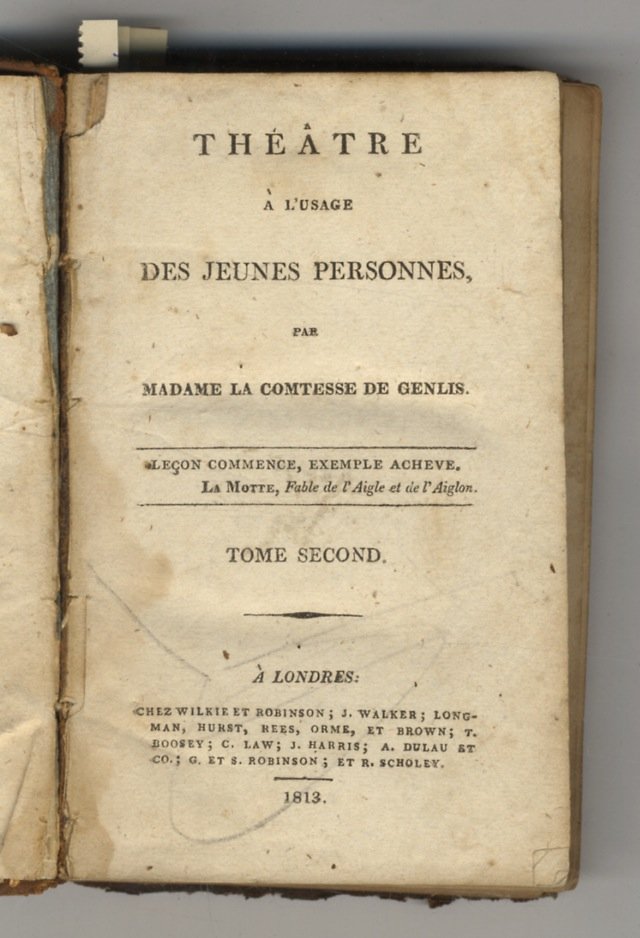 THÉÂTRE
À L'USAGE
DES JEUNES PERSONNES,
PAR
MADAME LA COMTESSE DE GENLIS.
LEÇON COMMENCE, EXEMPLE ACHEVE.
LA MOTTE, Fable de l'Aigle et de l'Aiglon.
TOME SECOND.
À LONDRES:
CHEZ WILKIE ET ROBINSON; J. WALKER; LONG-
MAN, HURST, REES, ORME, ET BROWN; T.
BOOSEY; C. LAW; J. HARRIS; A. DULAU ET
CO.; G. ET S. ROBINSON; ET R. SCHOLEY.
1813.